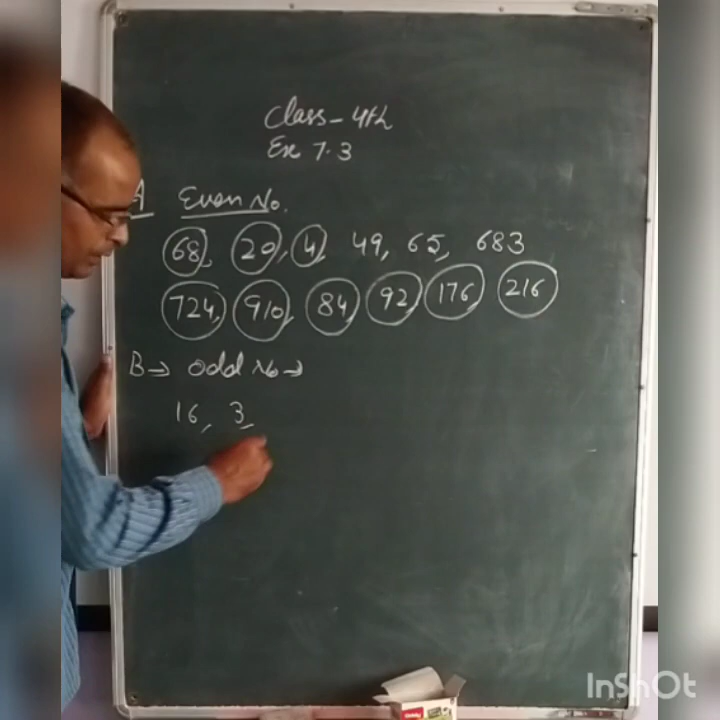 Class - 4th
Ex 7.3
A Even No.
68, 20, 4, 49, 65, 683
724, 910, 84, 92, 176, 216
B→ Odd No→
16, 3,
InShOt